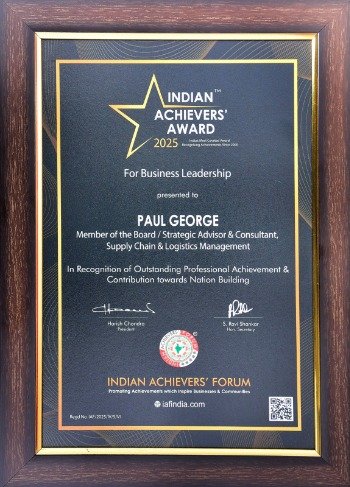 INDIAN™
ACHIEVERS'
AWARD
2025
For Business Leadership
presented to
PAUL GEORGE
Member of the Board / Strategic Advisor & Consultant,
Supply Chain & Logistics Management
In Recognition of Outstanding Professional Achievement &
Contribution towards Nation Building
Harish Chandra
President
S. Ravi Shankar
Hon. Secretary
INDIAN ACHIEVERS' FORUM
Promoting Achievements which Inspire Businesses & Communities
iafindia.com